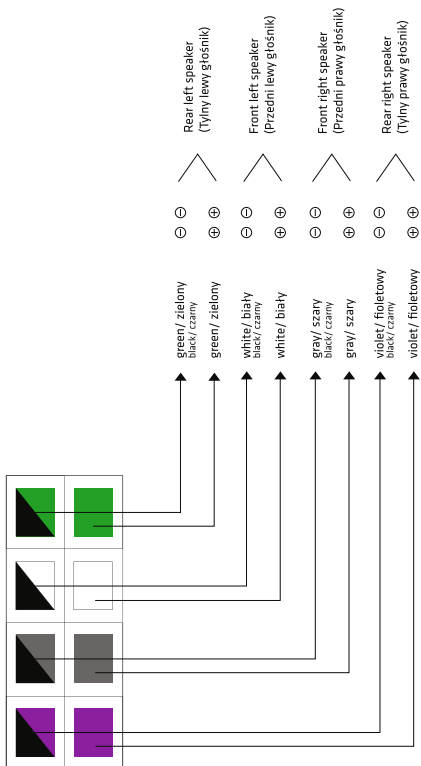 Rear left speaker
(Tylny lewy głośnik)
Front left speaker
(Przedni lewy głośnik)
Front right speaker
(Przedni prawy głośnik)
Rear right speaker
(Tylny prawy głośnik)
⊖ ⊕ ⊖ ⊕ ⊖ ⊕ ⊖ ⊕
⊖ ⊕ ⊖ ⊕ ⊖ ⊕ ⊖ ⊕
green/ zielony
black/ czarny
green/ zielony
white/ biały
black/ czarny
white/ biały
gray/ szary
black/ czarny
gray/ szary
violet/ fioletowy
black/ czarny
violet/ fioletowy